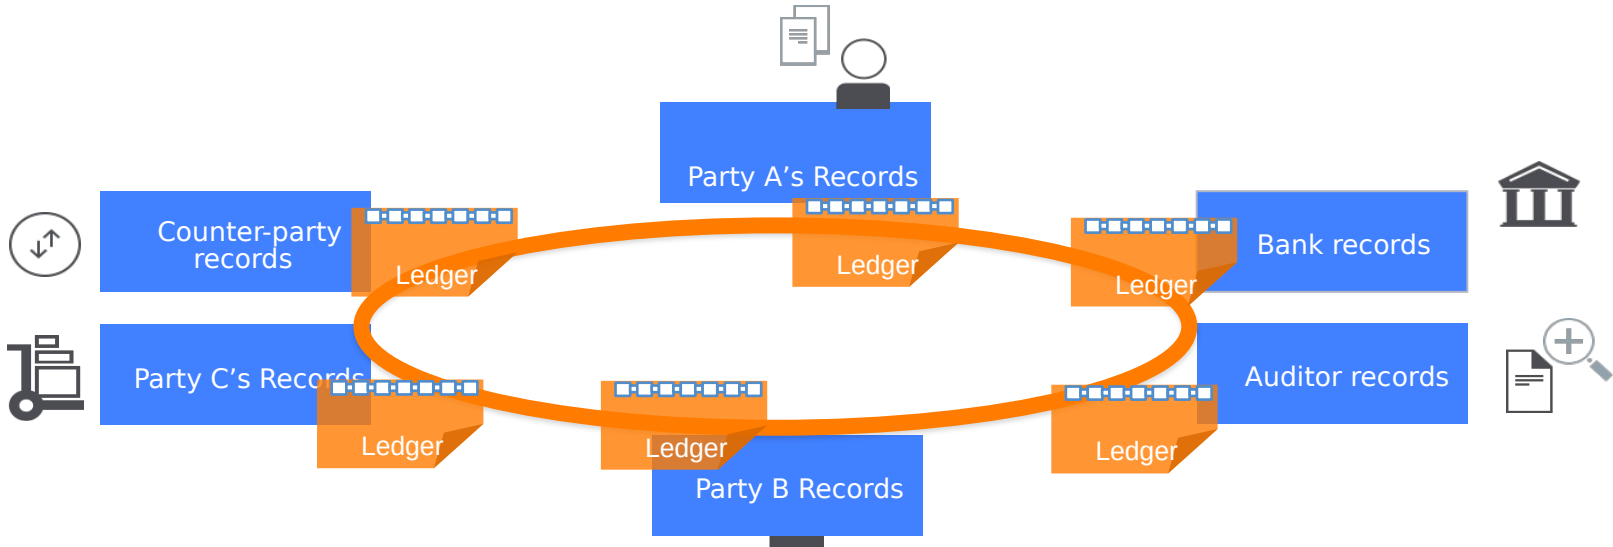 Party A’s Records
Ledger
Counter-party
records
Ledger
Bank records
Ledger
Party C’s Records
Ledger
Auditor records
Ledger
Ledger
Party B Records